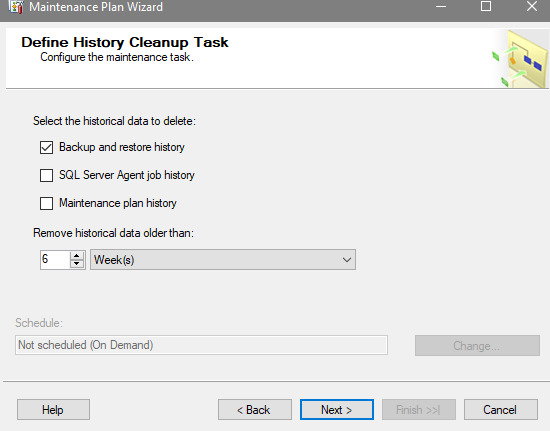 Maintenance Plan Wizard
Define History Cleanup Task
Configure the maintenance task.
Select the historical data to delete:
Backup and restore history
SQL Server Agent job history
Maintenance plan history
Remove historical data older than:
6 Week(s)
Schedule:
Not scheduled (On Demand) Change...
Help < Back Next > Finish >>| Cancel